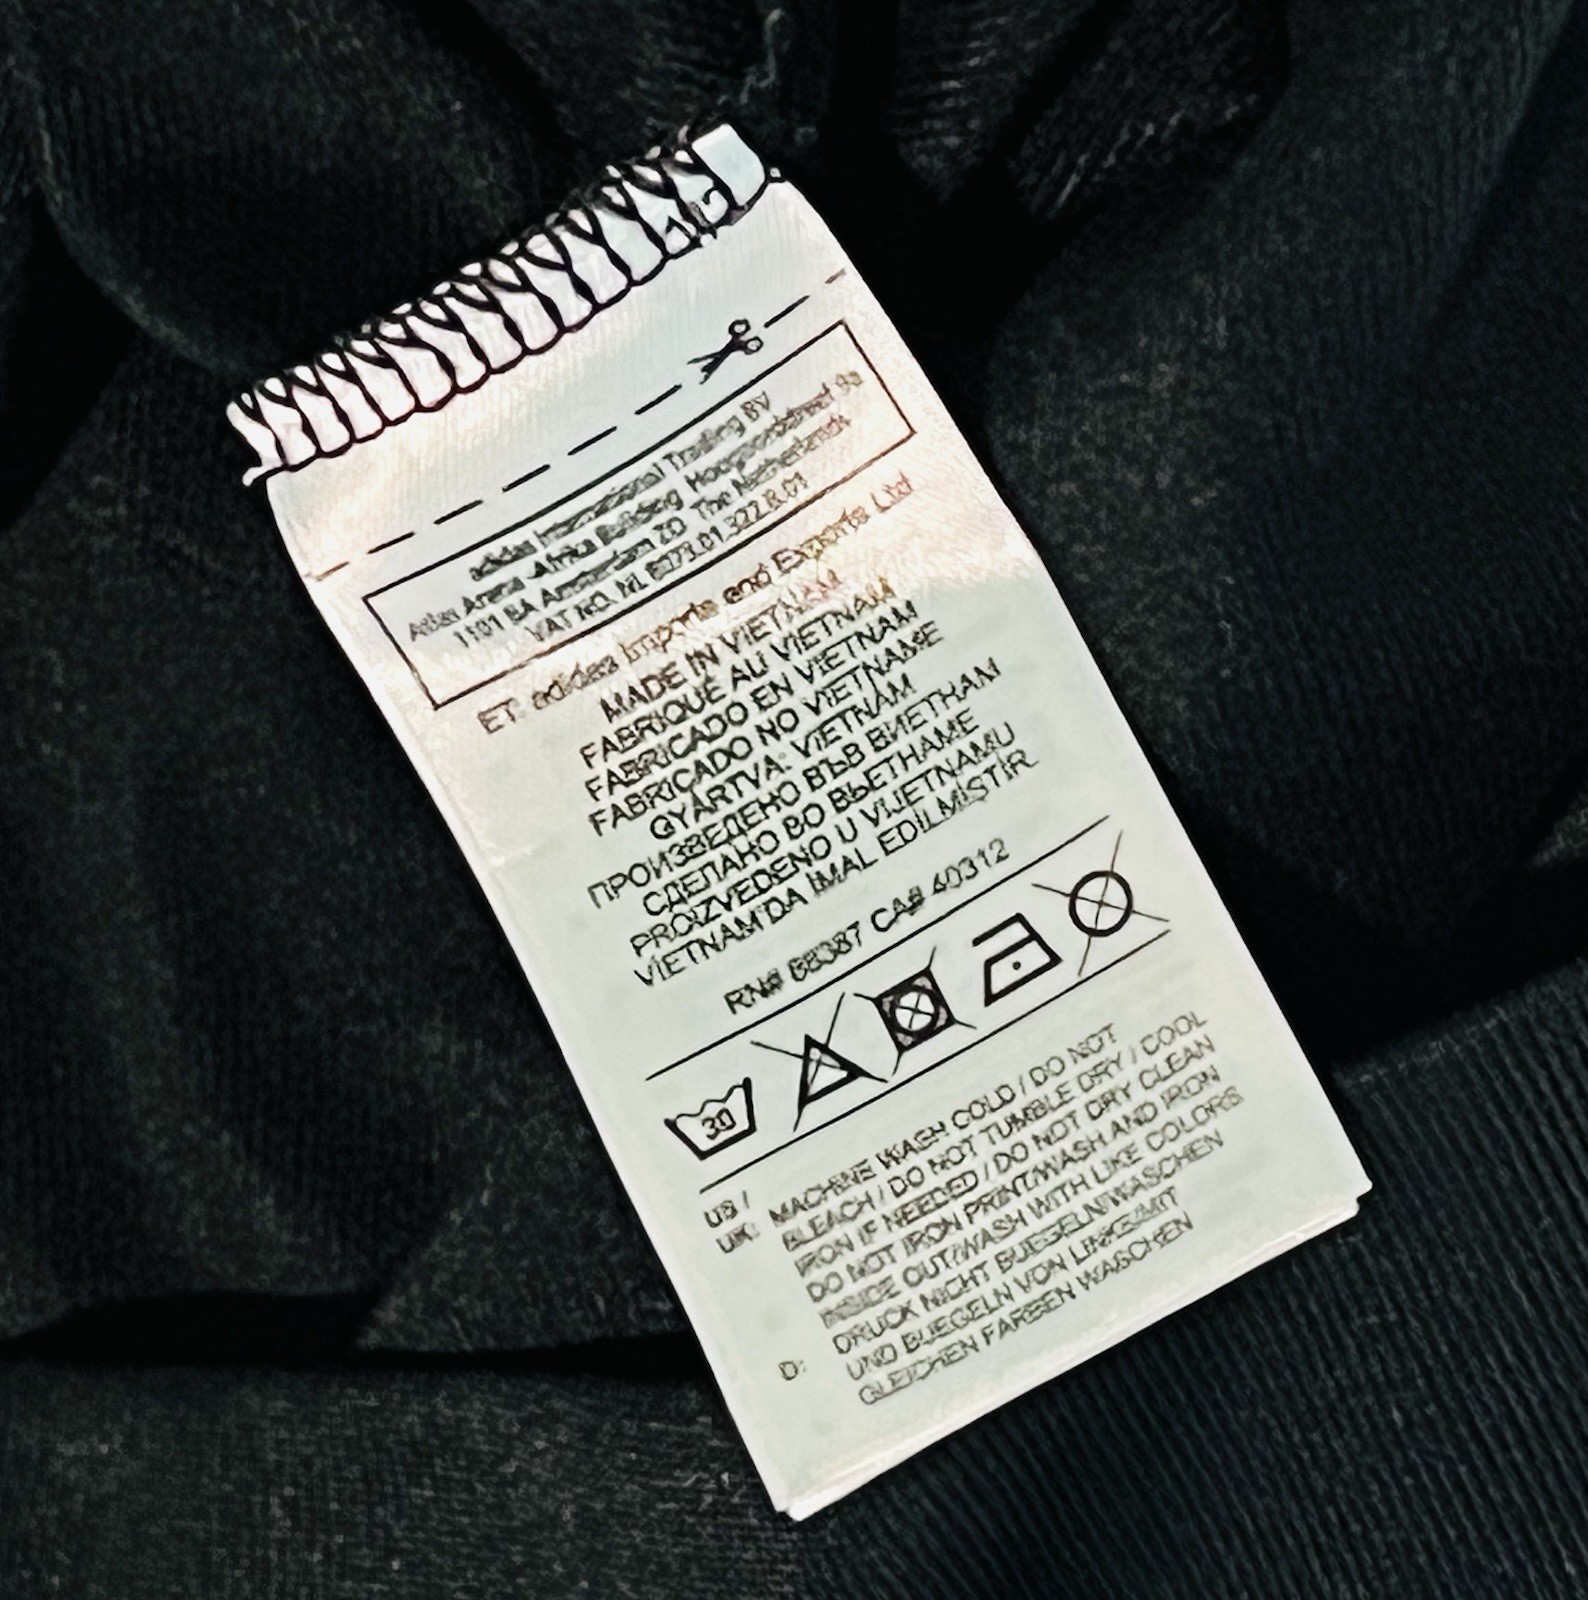 adidas International Trading BV
Atlas Arena -Afrika Building Hoogoorddreef 9a
1101 BA Amsterdam ZO The Netherlands
VAT NO. NL 8073.01.322.B.01
ET: adidas Imports and Exports Ltd
MADE IN VIETNAM
FABRIQUÉ AU VIETNAM
FABRICADO EN VIETNAM
FABRICADO NO VIETNAME
GYÁRTVA: VIETNÁM
ПРОИЗВЕДЕНО ВЪВ ВИЕТНАМ
СДЕЛАНО ВО ВЬЕТНАМЕ
PROIZVEDENO U VIJETNAMU
VIETNAM'DA İMAL EDİLMİŞTİR
RN# 88387 CA# 40312
30
US / UK: MACHINE WASH COLD / DO NOT
BLEACH / DO NOT TUMBLE DRY / COOL
IRON IF NEEDED / DO NOT DRY CLEAN
DO NOT IRON PRINT/WASH AND IRON
INSIDE OUT/WASH WITH LIKE COLORS
D: DRUCK NICHT BUEGELN/WASCHEN
UND BUEGELN VON LINKS/MIT
GLEICHEN FARBEN WASCHEN